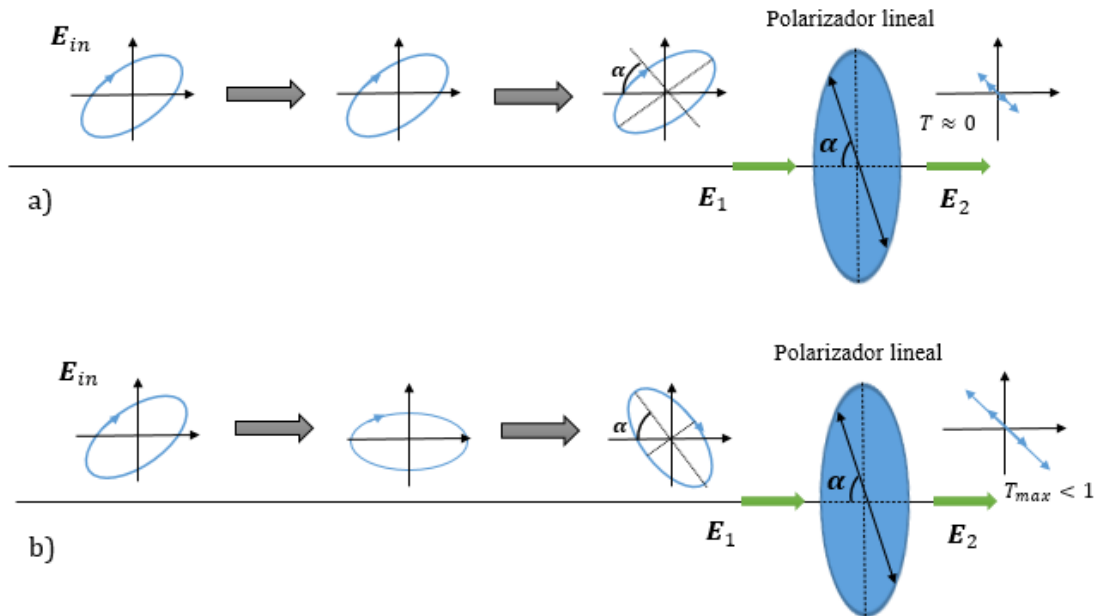 Polarizador lineal
E_in
α
T ≈ 0
α
E_1
E_2
a)
Polarizador lineal
E_in
α
α
T_max < 1
E_1
E_2
b)